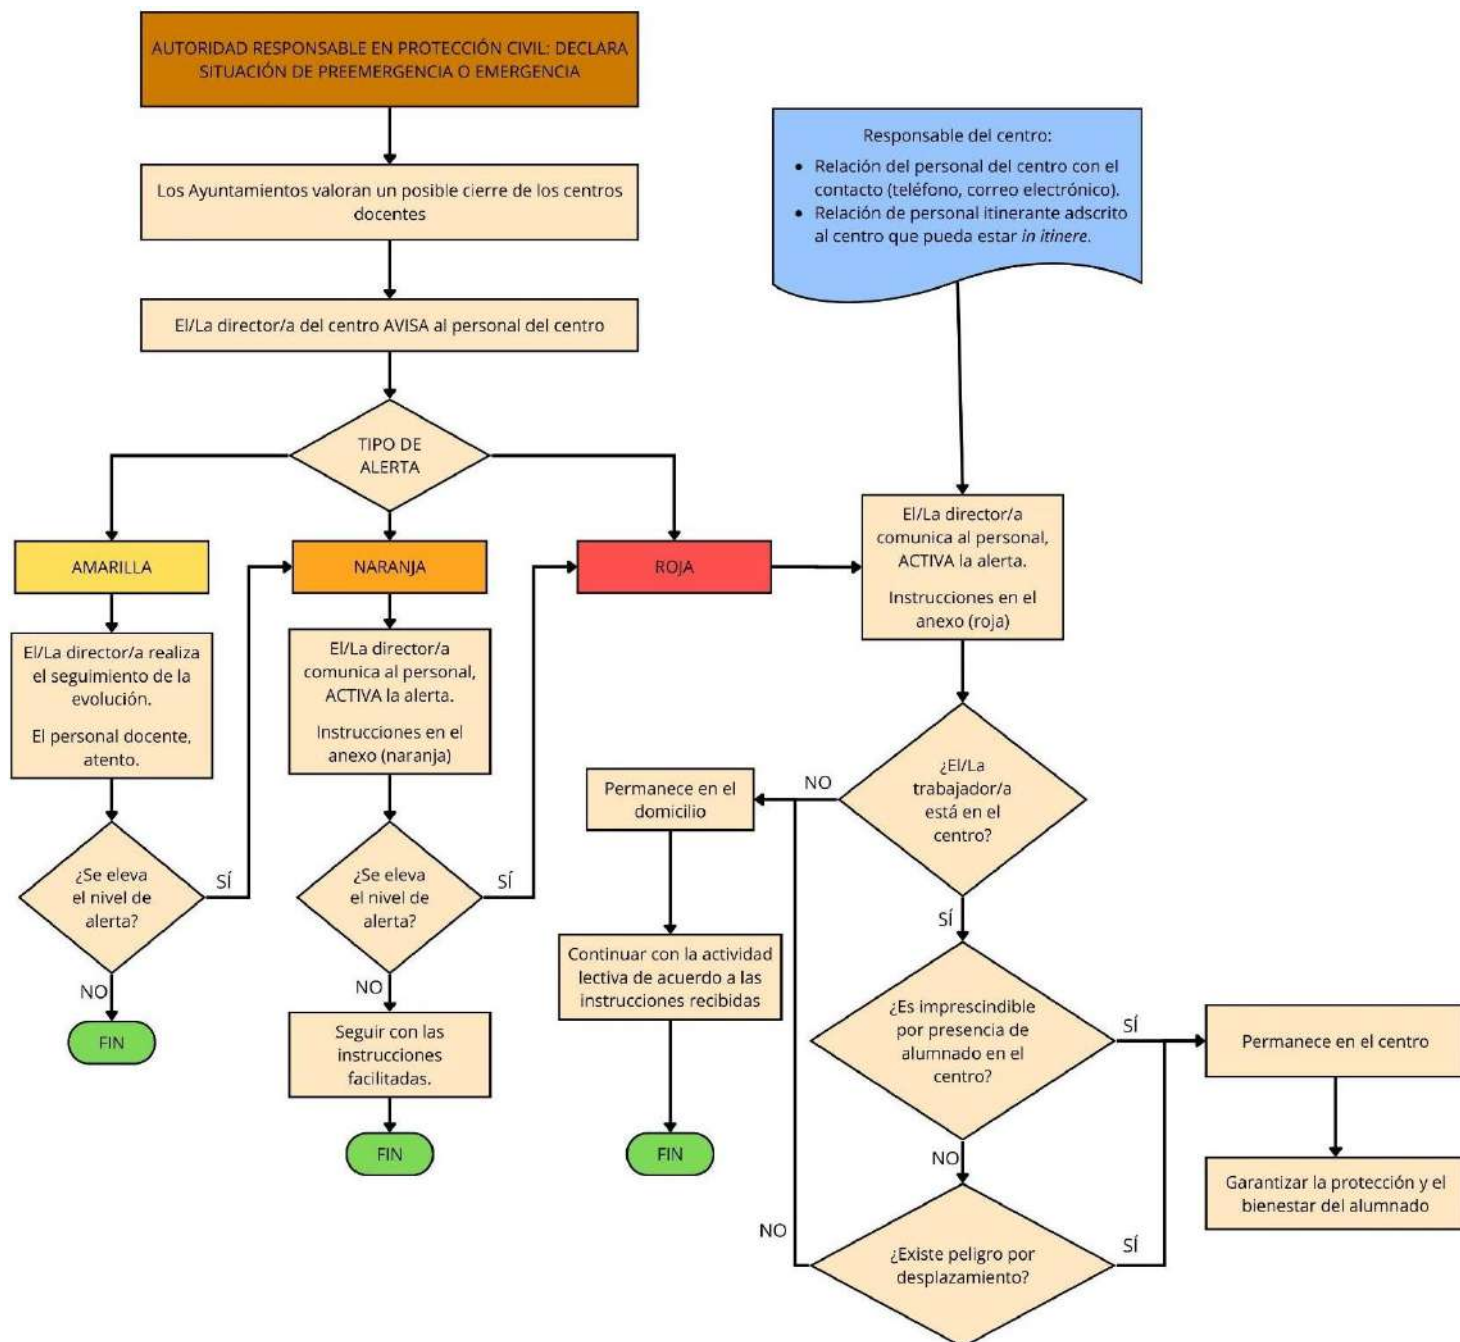 AUTORIDAD RESPONSABLE EN PROTECCIÓN CIVIL: DECLARA
SITUACIÓN DE PREEMERGENCIA O EMERGENCIA
Los Ayuntamientos valoran un posible cierre de los centros
docentes
El/La director/a del centro AVISA al personal del centro
Responsable del centro:
• Relación del personal del centro con el
contacto (teléfono, correo electrónico).
• Relación de personal itinerante adscrito
al centro que pueda estar in itinere.
TIPO DE
ALERTA
AMARILLA
NARANJA
ROJA
El/La director/a
comunica al personal,
ACTIVA la alerta.
Instrucciones en el
anexo (roja)
El/La director/a realiza
el seguimiento de la
evolución.
El personal docente,
atento.
El/La director/a
comunica al personal,
ACTIVA la alerta.
Instrucciones en el
anexo (naranja)
¿Se eleva
el nivel de
alerta?
SÍ
NO
FIN
¿Se eleva
el nivel de
alerta?
SÍ
NO
Seguir con las
instrucciones
facilitadas.
FIN
¿El/La
trabajador/a
está en el
centro?
NO
Permanece en el
domicilio
Continuar con la actividad
lectiva de acuerdo a las
instrucciones recibidas
FIN
SÍ
¿Es imprescindible
por presencia de
alumnado en el
centro?
SÍ
Permanece en el centro
Garantizar la protección y el
bienestar del alumnado
NO
¿Existe peligro por
desplazamiento?
NO
SÍ